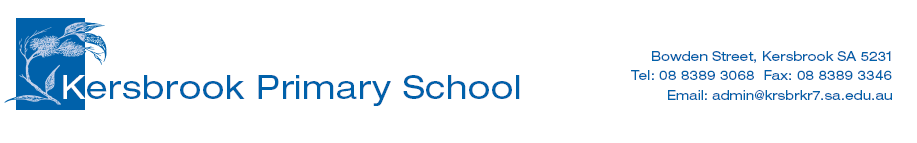 Kersbrook Primary School
Bowden Street, Kersbrook SA 5231
Tel: 08 8389 3068  Fax: 08 8389 3346
Email: admin@krsbrkr7.sa.edu.au